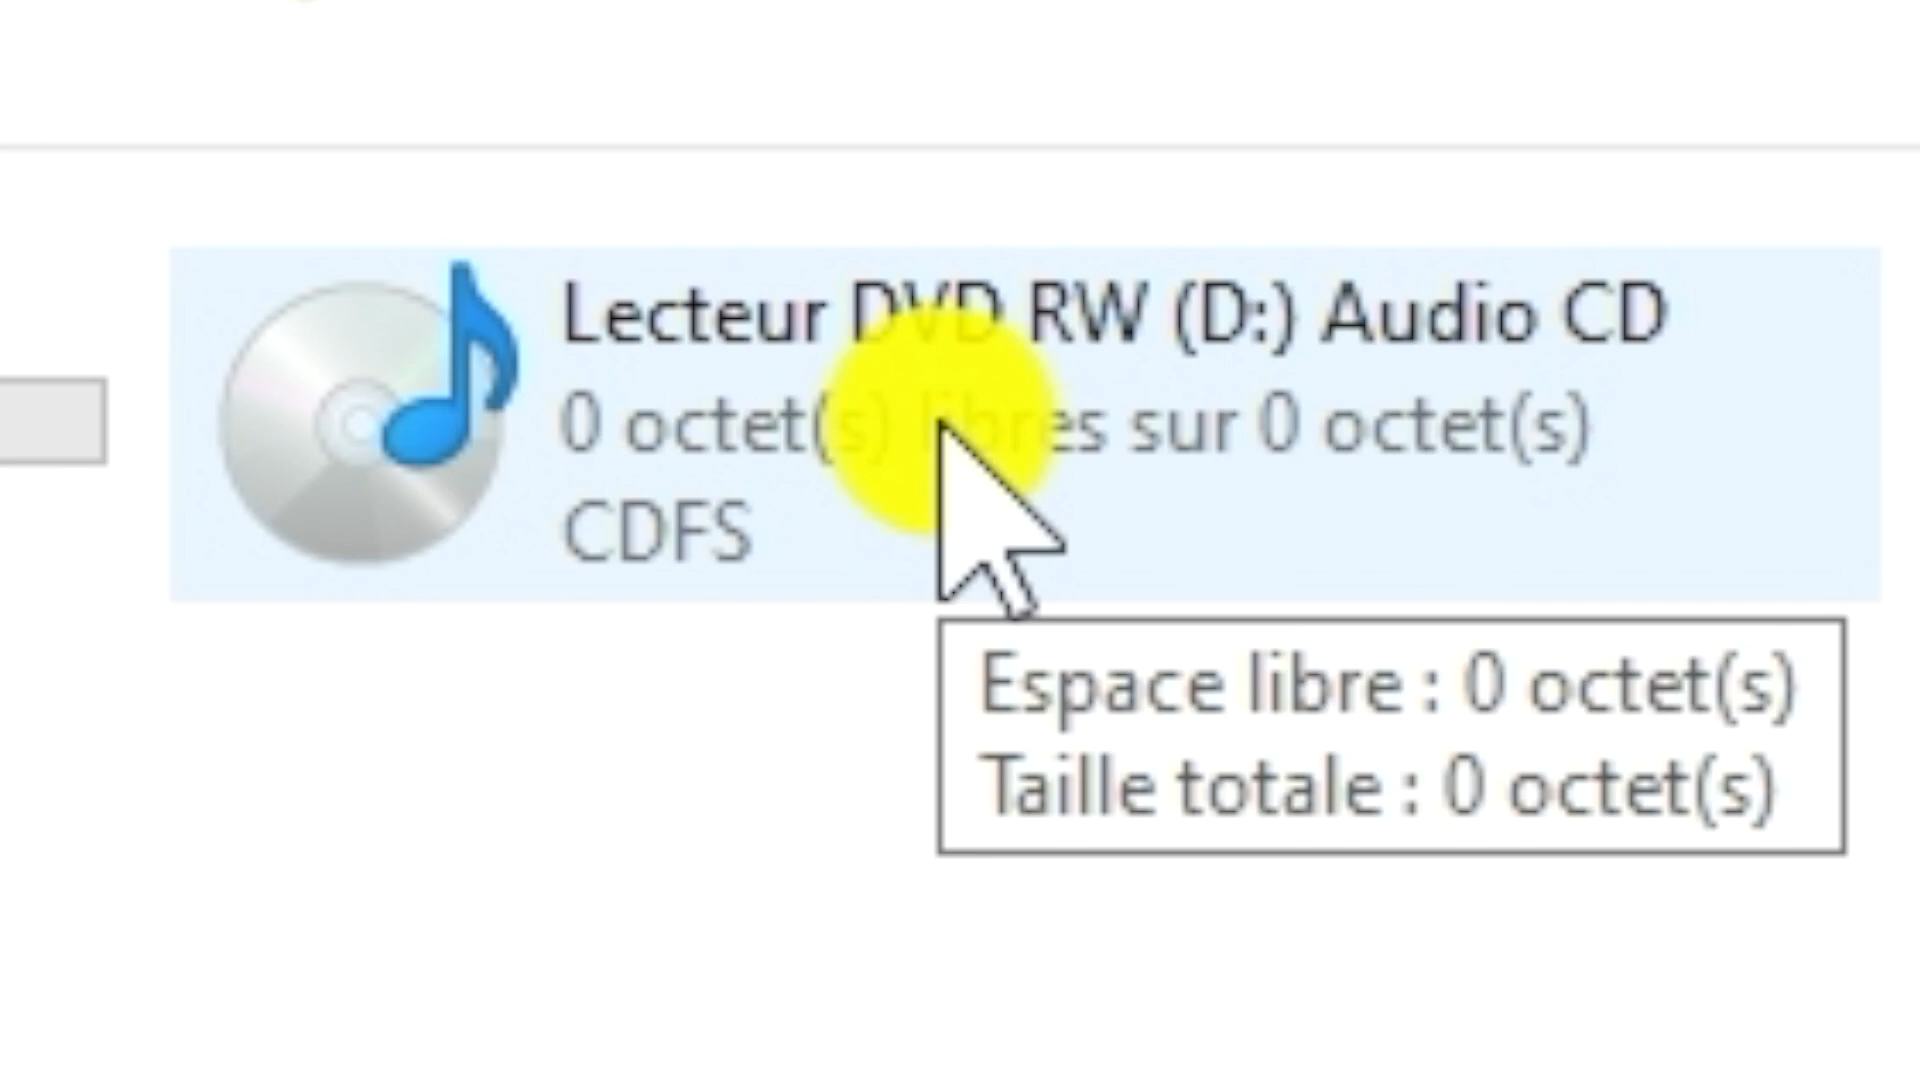 Lecteur DVD RW (D:) Audio CD
0 octet(s) libres sur 0 octet(s)
CDFS
Espace libre : 0 octet(s)
Taille totale : 0 octet(s)